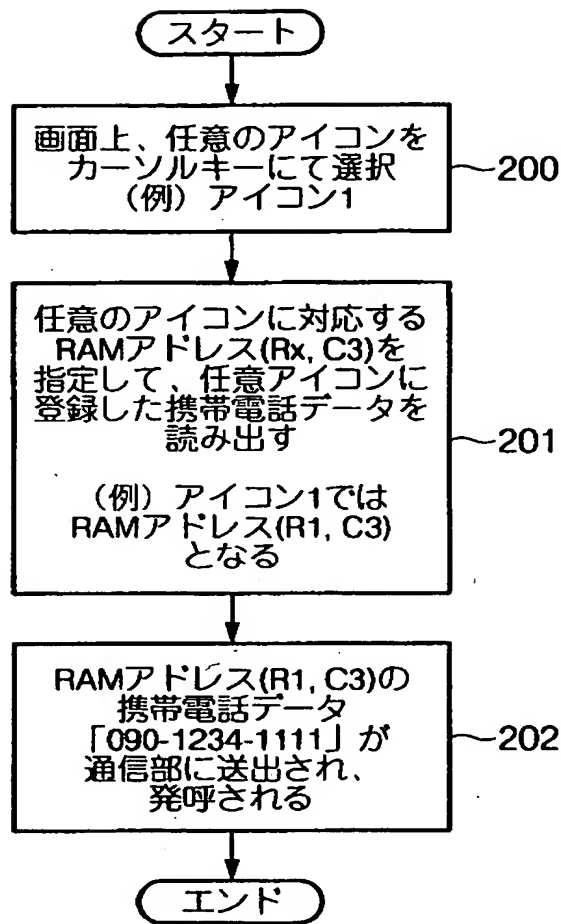 スタート
画面上、任意のアイコンを
カーソルキーにて選択
(例) アイコン1
200
任意のアイコンに対応する
RAMアドレス(Rx, C3)を
指定して、任意アイコンに
登録した携帯電話データを
読み出す
(例) アイコン1では
RAMアドレス(R1, C3)
となる
201
RAMアドレス(R1, C3)の
携帯電話データ
「090-1234-1111」が
通信部に送出され、
発呼される
202
エンド